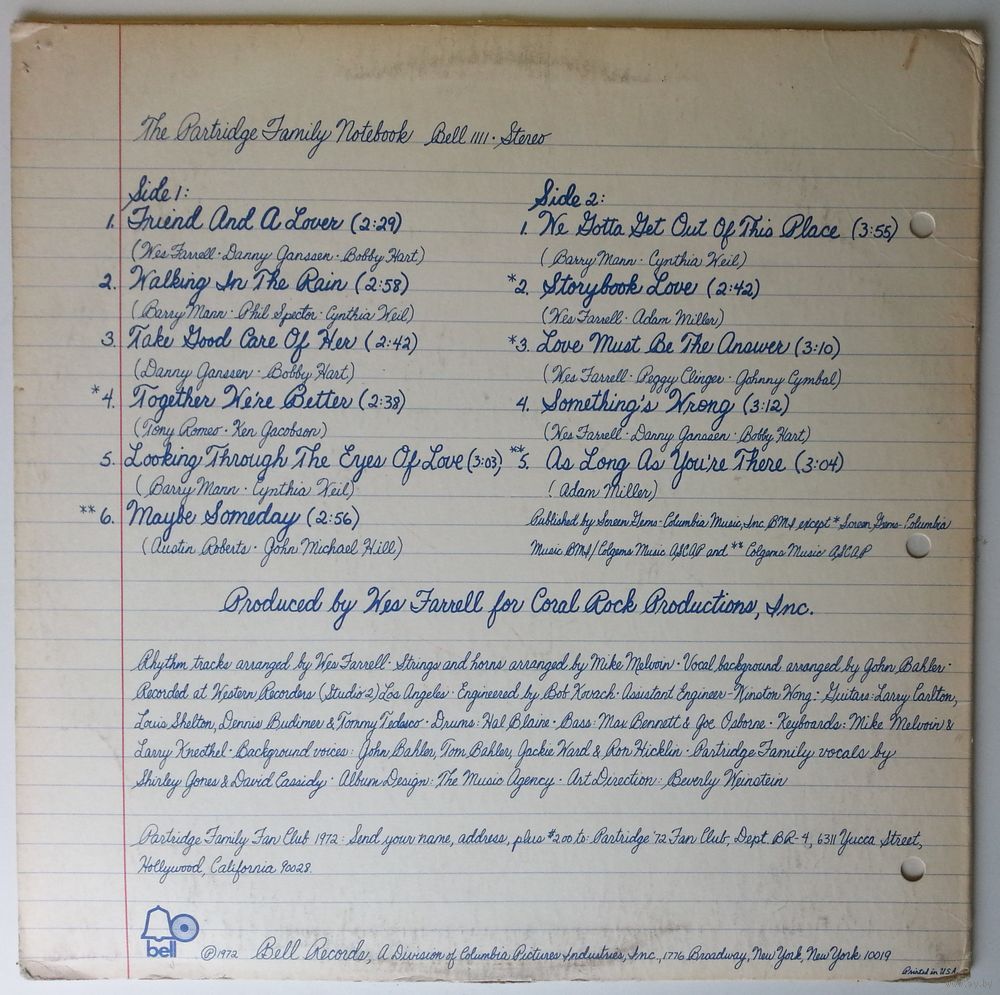 The Partridge Family Notebook Bell 1111 · Stereo
Side 1:
1. Friend And A Lover (2:29)
(Wes Farrell · Danny Janssen · Bobby Hart)
2. Walking In The Rain (2:58)
(Barry Mann · Phil Spector · Cynthia Weil)
3. Take Good Care Of Her (2:42)
(Danny Janssen · Bobby Hart)
*4. Together We're Better (2:38)
(Tony Romeo · Ken Jacobson)
5. Looking Through The Eyes Of Love (3:03)
(Barry Mann · Cynthia Weil)
**6. Maybe Someday (2:56)
(Austin Roberts · John Michael Hill)
Side 2:
1. We Gotta Get Out Of This Place (3:55)
(Barry Mann · Cynthia Weil)
*2. Storybook Love (2:42)
(Wes Farrell · Adam Miller)
*3. Love Must Be The Answer (3:10)
(Wes Farrell · Peggy Clinger · Johnny Cymbal)
4. Something's Wrong (3:12)
(Wes Farrell · Danny Janssen · Bobby Hart)
**5. As Long As You're There (3:04)
(Adam Miller)
Published by Screen Gems-Columbia Music, Inc. BMI except * Screen Gems-Columbia
Music BMI/Colgems Music ASCAP and ** Colgems Music ASCAP
Produced by Wes Farrell for Coral Rock Productions, Inc.
Rhythm tracks arranged by Wes Farrell · Strings and horns arranged by Mike Melvoin · Vocal background arranged by John Bahler ·
Recorded at Western Recorders (Studio 2) Los Angeles · Engineered by Bob Kovach · Assistant Engineer · Winston Wong · Guitars: Larry Carlton,
Louis Shelton, Dennis Budimer & Tommy Tedesco · Drums: Hal Blaine · Bass: Max Bennett & Joe Osborne · Keyboards: Mike Melvoin &
Larry Knecthel · Background voices: John Bahler, Tom Bahler, Jackie Ward & Ron Hicklin · Partridge Family vocals by
Shirley Jones & David Cassidy · Album Design: The Music Agency · Art Direction: Beverly Weinstein
Partridge Family Fan Club 1972: Send your name, address, plus $2.00 to: Partridge '72 Fan Club, Dept. BR-4, 6311 Yucca Street,
Hollywood, California 90028.
bell
©1972 Bell Records, A Division of Columbia Pictures Industries, Inc., 1776 Broadway, New York, New York 10019
Printed in U.S.A.
www.ay.by